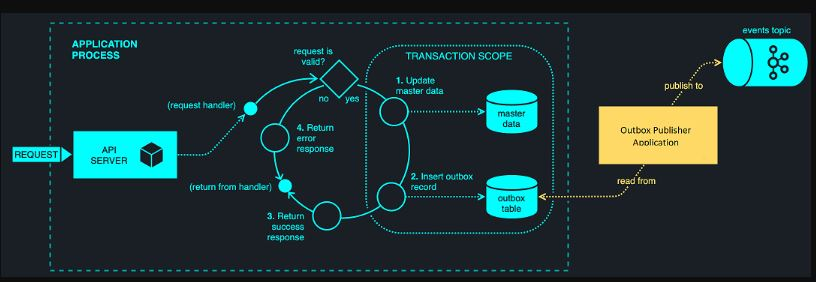 events topic
APPLICATION
PROCESS
request is
valid?
TRANSACTION SCOPE
1. Update
master data
publish to
no
yes
(request handler)
master
data
4. Return
error
response
Outbox Publisher
Application
API
SERVER
REQUEST
2. Insert outbox
record
read from
(return from handler)
outbox
table
3. Return
success
response